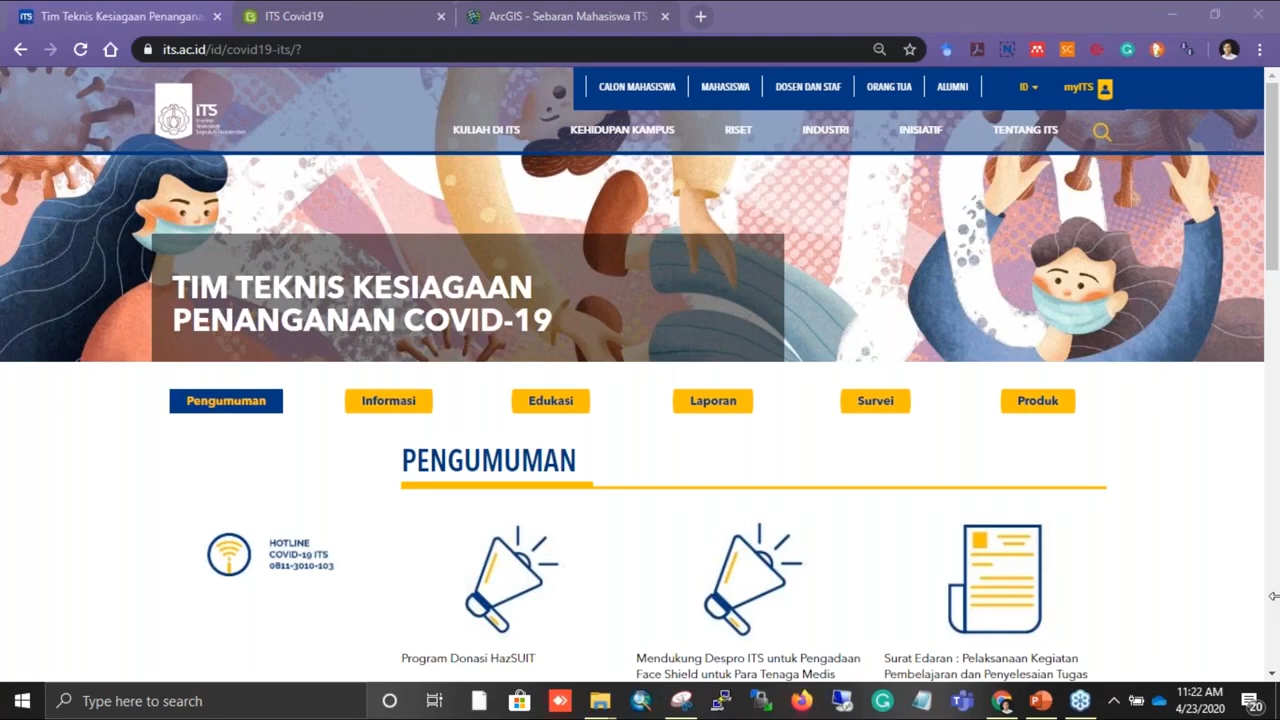 Tim Teknis Kesiagaan Penangana
ITS Covid19
ArcGIS - Sebaran Mahasiswa ITS
its.ac.id/id/covid19-its/?
CALON MAHASISWA
MAHASISWA
DOSEN DAN STAF
ORANG TUA
ALUMNI
ID
myITS
ITS
Institut
Teknologi
Sepuluh Nopember
KULIAH DI ITS
KEHIDUPAN KAMPUS
RISET
INDUSTRI
INISIATIF
TENTANG ITS
TIM TEKNIS KESIAGAAN
PENANGANAN COVID-19
Pengumuman
Informasi
Edukasi
Laporan
Survei
Produk
PENGUMUMAN
HOTLINE
COVID-19 ITS
0811-3010-103
Program Donasi HazSUIT
Mendukung Despro ITS untuk Pengadaan
Face Shield untuk Para Tenaga Medis
Surat Edaran : Pelaksanaan Kegiatan
Pembelajaran dan Penyelesaian Tugas
Type here to search
11:22 AM
4/23/2020
20